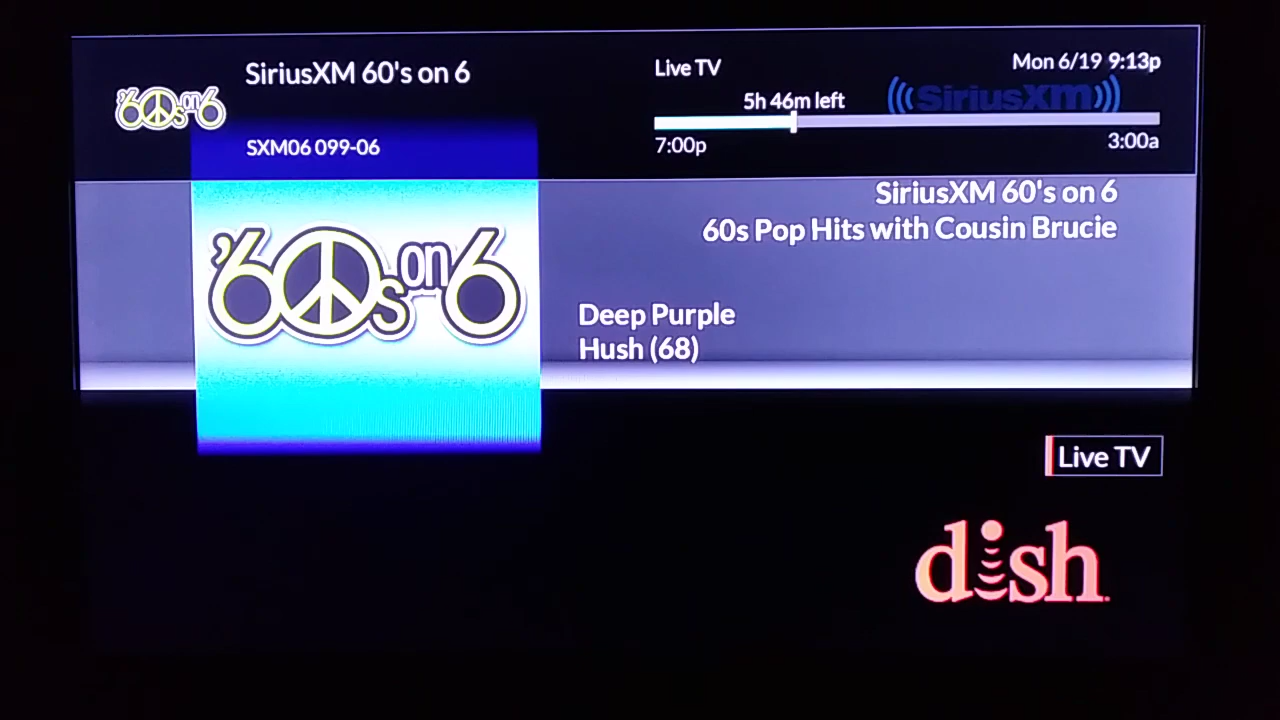 '60s on 6
SiriusXM 60's on 6
SXM06 099-06
Live TV
Mon 6/19 9:13p
5h 46m left
SiriusXM
7:00p
3:00a
SiriusXM 60's on 6
60s Pop Hits with Cousin Brucie
'60s on 6
Deep Purple
Hush (68)
Live TV
dish